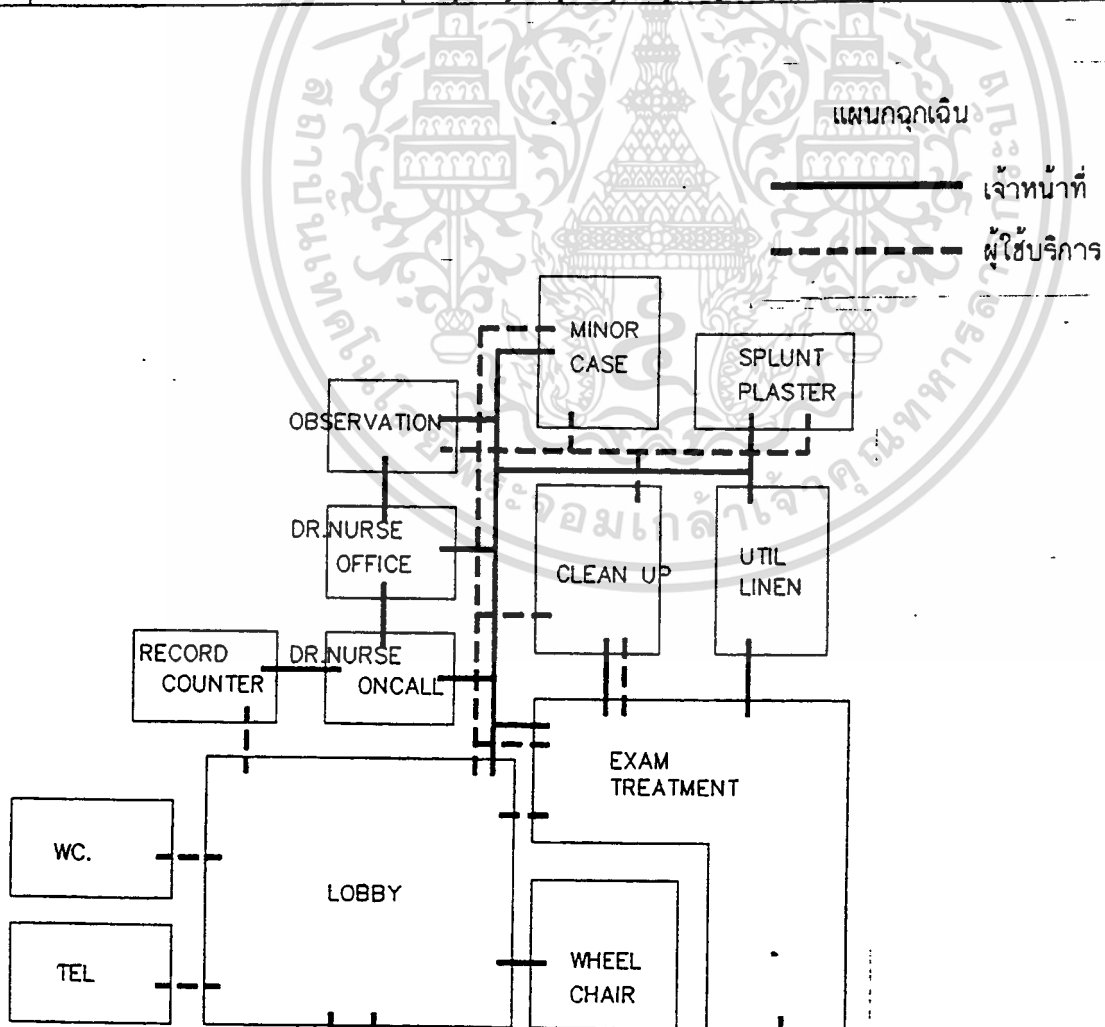 แผนกฉุกเฉิน
เจ้าหน้าที่
ผู้ใช้บริการ
MINOR
CASE
SPLUNT
PLASTER
OBSERVATION
DR.NURSE
OFFICE
CLEAN UP
UTIL
LINEN
RECORD
COUNTER
DR.NURSE
ONCALL
EXAM
TREATMENT
WC.
LOBBY
TEL
WHEEL
CHAIR